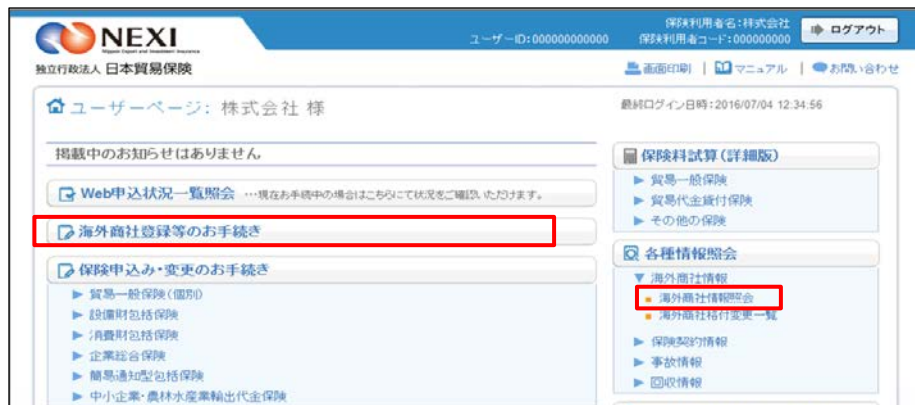 NEXI
Nippon Export and Investment Insurance
独立行政法人 日本貿易保険
ユーザーID:000000000000
保険利用者名:株式会社
保険利用者コード:000000000
ログアウト
画面印刷 | マニュアル | お問い合わせ
ユーザーページ: 株式会社 様
最終ログイン日時:2016/07/04 12:34:56
掲載中のお知らせはありません
Web申込状況一覧照会 …現在お手続中の場合はこちらにて状況をご確認いただけます。
海外商社登録等のお手続き
保険申込み・変更のお手続き
貿易一般保険(個別)
設備財包括保険
消費財包括保険
企業総合保険
簡易通知型包括保険
中小企業・農林水産業輸出代金保険
保険料試算(詳細版)
貿易一般保険
貿易代金貸付保険
その他の保険
各種情報照会
海外商社情報
海外商社情報照会
海外商社格付変更一覧
保険契約情報
事故情報
回収情報